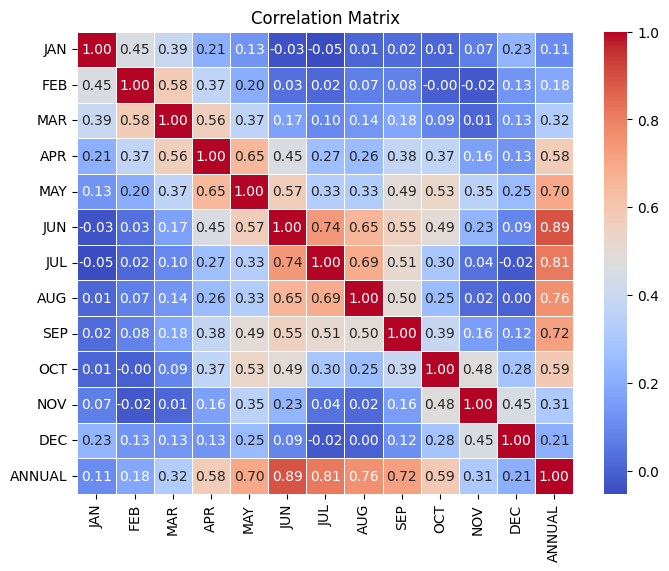 Correlation Matrix
JAN 1.00 0.45 0.39 0.21 0.13 -0.03 -0.05 0.01 0.02 0.01 0.07 0.23 0.11
FEB 0.45 1.00 0.58 0.37 0.20 0.03 0.02 0.07 0.08 -0.00 -0.02 0.13 0.18
MAR 0.39 0.58 1.00 0.56 0.37 0.17 0.10 0.14 0.18 0.09 0.01 0.13 0.32
APR 0.21 0.37 0.56 1.00 0.65 0.45 0.27 0.26 0.38 0.37 0.16 0.13 0.58
MAY 0.13 0.20 0.37 0.65 1.00 0.57 0.33 0.33 0.49 0.53 0.35 0.25 0.70
JUN -0.03 0.03 0.17 0.45 0.57 1.00 0.74 0.65 0.55 0.49 0.23 0.09 0.89
JUL -0.05 0.02 0.10 0.27 0.33 0.74 1.00 0.69 0.51 0.30 0.04 -0.02 0.81
AUG 0.01 0.07 0.14 0.26 0.33 0.65 0.69 1.00 0.50 0.25 0.02 0.00 0.76
SEP 0.02 0.08 0.18 0.38 0.49 0.55 0.51 0.50 1.00 0.39 0.16 0.12 0.72
OCT 0.01 -0.00 0.09 0.37 0.53 0.49 0.30 0.25 0.39 1.00 0.48 0.28 0.59
NOV 0.07 -0.02 0.01 0.16 0.35 0.23 0.04 0.02 0.16 0.48 1.00 0.45 0.31
DEC 0.23 0.13 0.13 0.13 0.25 0.09 -0.02 0.00 0.12 0.28 0.45 1.00 0.21
ANNUAL 0.11 0.18 0.32 0.58 0.70 0.89 0.81 0.76 0.72 0.59 0.31 0.21 1.00
JAN FEB MAR APR MAY JUN JUL AUG SEP OCT NOV DEC ANNUAL
1.0
0.8
0.6
0.4
0.2
0.0